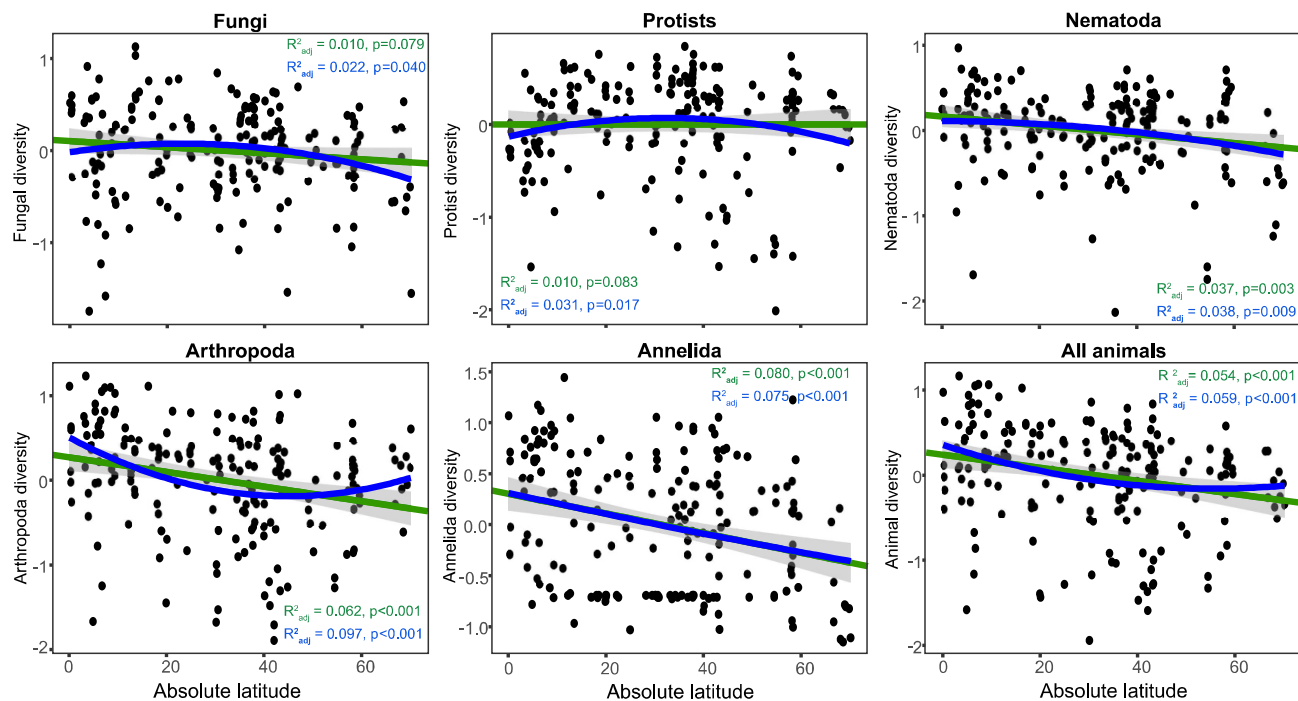 Fungi
R²adj = 0.010, p=0.079
R²adj = 0.022, p=0.040
Fungal diversity
1
0
−1
Protists
Protist diversity
0
-1
-2
R²adj = 0.010, p=0.083
R²adj = 0.031, p=0.017
Nematoda
Nematoda diversity
1
0
- 1
- 2
R²adj = 0.037, p=0.003
R²adj = 0.038, p=0.009
Arthropoda
Arthropoda diversity
1
0
−1
−2
R²adj = 0.062, p<0.001
R²adj = 0.097, p<0.001
0 20 40 60
Absolute latitude
Annelida
R²adj = 0.080, p<0.001
R²adj = 0.075, p<0.001
Annelida diversity
1.5
1.0
0.5
0.0
−0.5
−1.0
0 20 40 60
Absolute latitude
All animals
R²adj = 0.054, p<0.001
R²adj = 0.059, p<0.001
Animal diversity
1
0
−1
−2
0 20 40 60
Absolute latitude